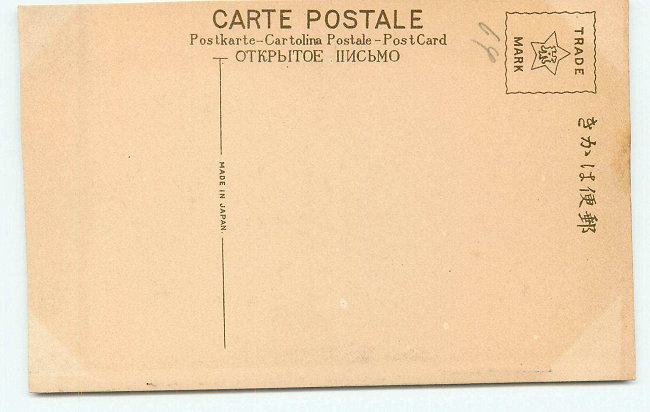 CARTE POSTALE
Postkarte-Cartolina Postale-PostCard
ОТКРЫТОЕ ПИСЬМО
TRADE
MARK
MADE IN JAPAN.
きかは便郵